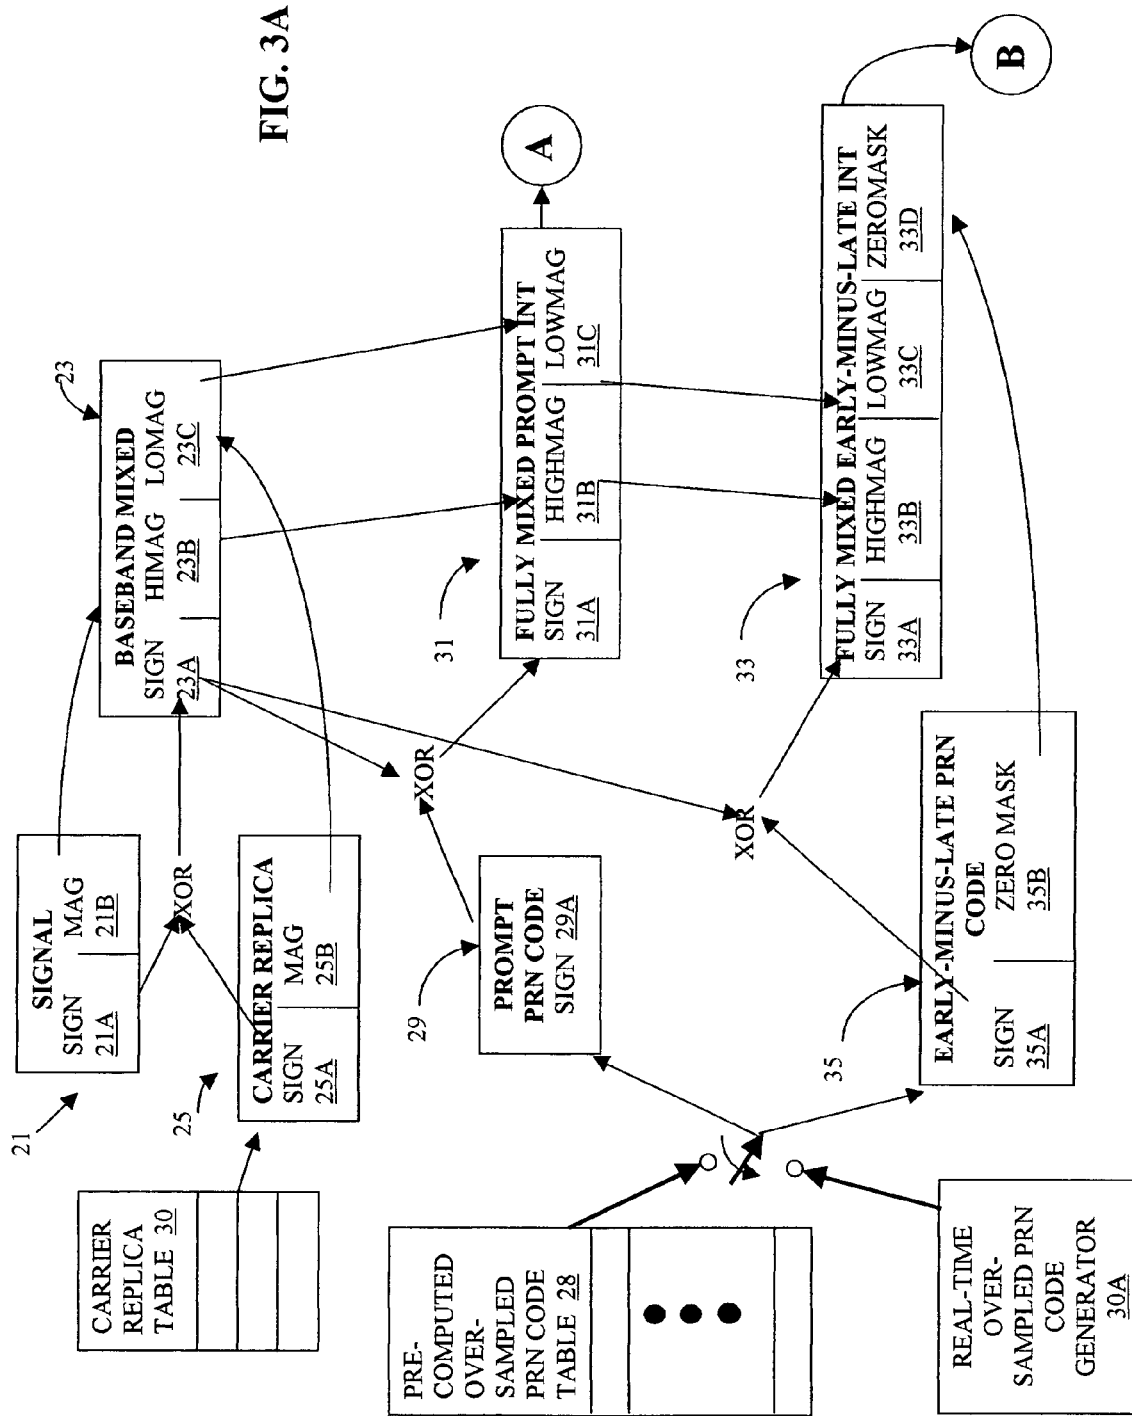 FIG. 3A
CARRIER
REPLICA
TABLE 30
21
SIGNAL
SIGN MAG
21A 21B
25
CARRIER REPLICA
SIGN MAG
25A 25B
XOR
23
BASEBAND MIXED
SIGN HIMAG LOMAG
23A 23B 23C
PRE-
COMPUTED
OVER-
SAMPLED
PRN CODE
TABLE 28
29
PROMPT
PRN CODE
SIGN 29A
XOR
31
FULLY MIXED PROMPT INT
SIGN HIGHMAG LOWMAG
31A 31B 31C
A
XOR
33
FULLY MIXED EARLY-MINUS-LATE INT
SIGN HIGHMAG LOWMAG ZEROMASK
33A 33B 33C 33D
B
35
EARLY-MINUS-LATE PRN
CODE
SIGN ZERO MASK
35A 35B
REAL-TIME
OVER-
SAMPLED PRN
CODE
GENERATOR
30A